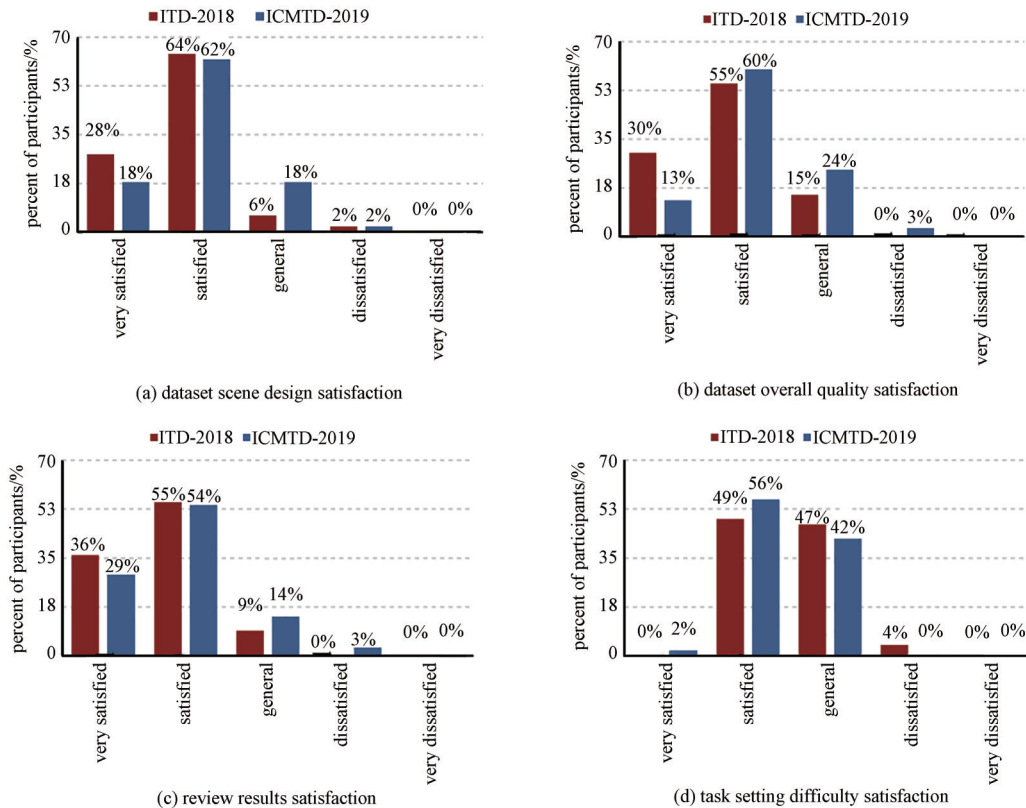 ITD-2018 ICMTD-2019
percent of participants/%
70
53
35
18
0
28% 18% 64% 62% 6% 18% 2% 2% 0% 0%
very satisfied
satisfied
general
dissatisfied
very dissatisfied
(a) dataset scene design satisfaction
ITD-2018 ICMTD-2019
percent of participants/%
70
53
35
18
0
30% 13% 55% 60% 15% 24% 0% 3% 0% 0%
very satisfied
satisfied
general
dissatisfied
very dissatisfied
(b) dataset overall quality satisfaction
ITD-2018 ICMTD-2019
percent of participants/%
70
53
35
18
0
36% 29% 55% 54% 9% 14% 0% 3% 0% 0%
very satisfied
satisfied
general
dissatisfied
very dissatisfied
(c) review results satisfaction
ITD-2018 ICMTD-2019
percent of participants/%
70
53
35
18
0
0% 2% 49% 56% 47% 42% 4% 0% 0% 0%
very satisfied
satisfied
general
dissatisfied
very dissatisfied
(d) task setting difficulty satisfaction